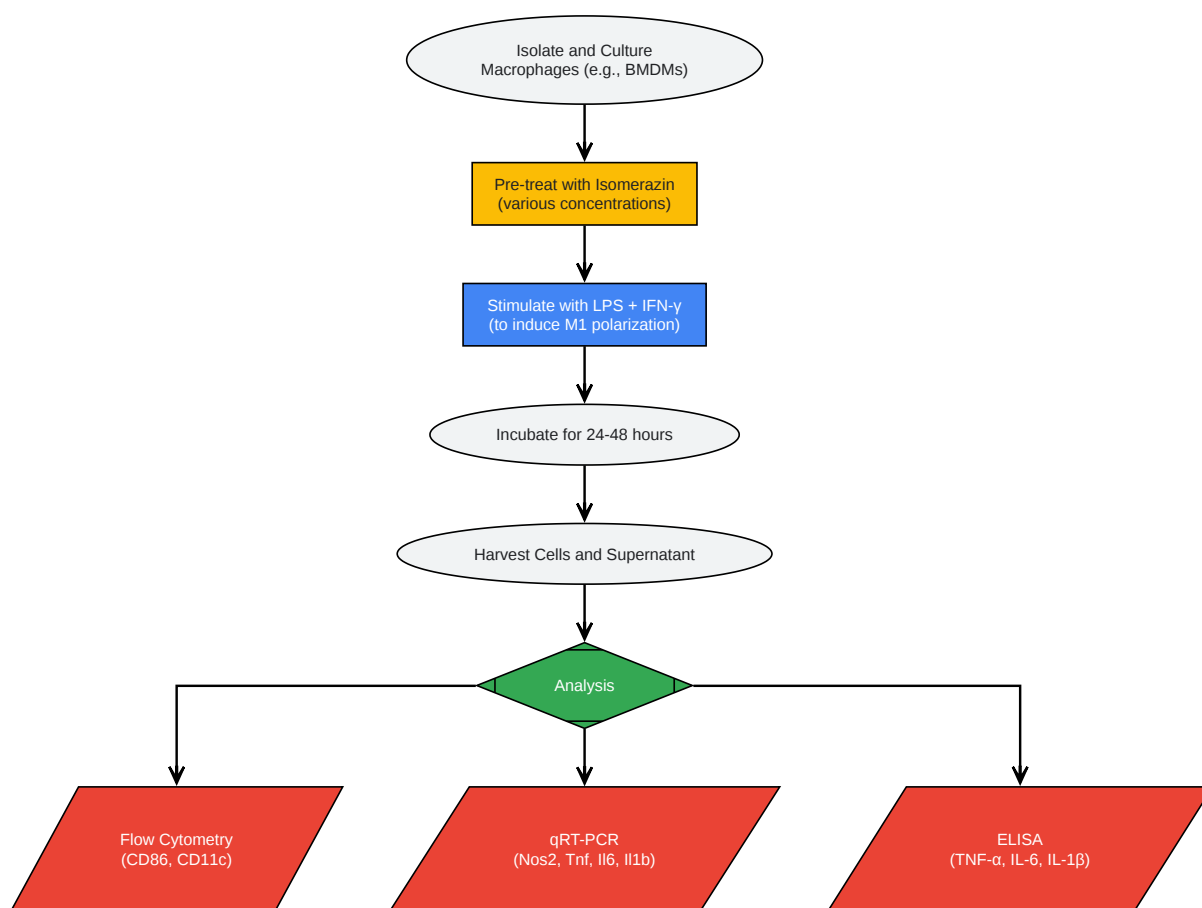 Isolate and Culture
Macrophages (e.g., BMDMs)
Pre-treat with Isomerazin
(various concentrations)
Stimulate with LPS + IFN-γ
(to induce M1 polarization)
Incubate for 24-48 hours
Harvest Cells and Supernatant
Analysis
Flow Cytometry
(CD86, CD11c)
qRT-PCR
(Nos2, Tnf, Il6, Il1b)
ELISA
(TNF-α, IL-6, IL-1β)